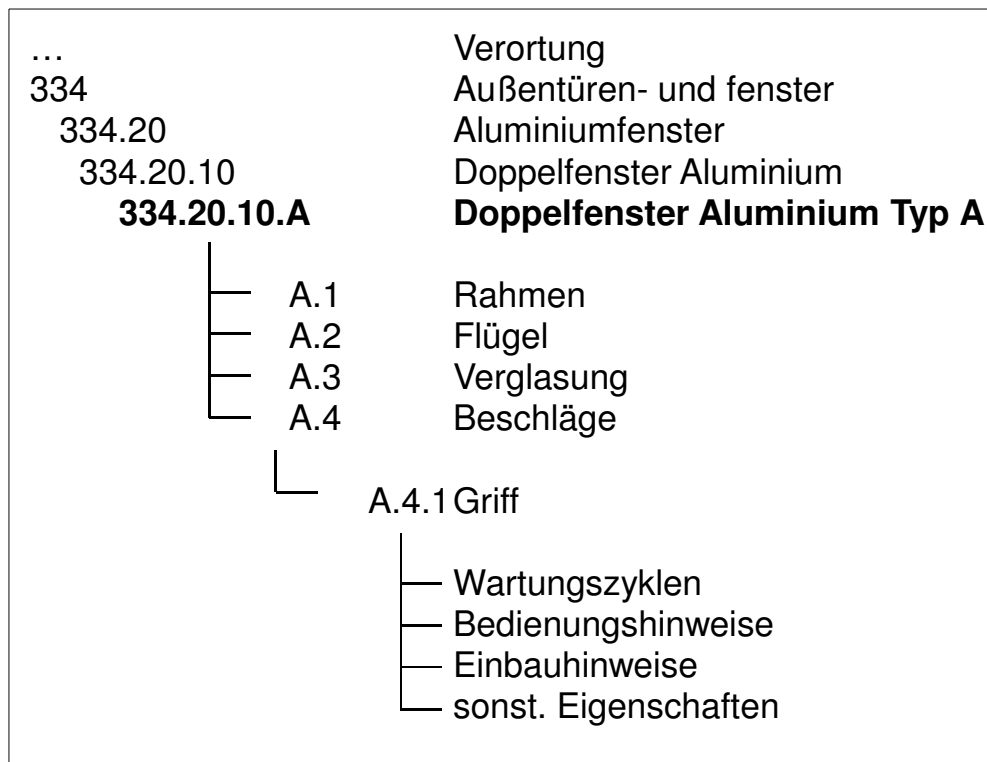 … Verortung
334 Außentüren- und fenster
334.20 Aluminiumfenster
334.20.10 Doppelfenster Aluminium
334.20.10.A Doppelfenster Aluminium Typ A
A.1 Rahmen
A.2 Flügel
A.3 Verglasung
A.4 Beschläge
A.4.1 Griff
Wartungszyklen
Bedienungshinweise
Einbauhinweise
sonst. Eigenschaften